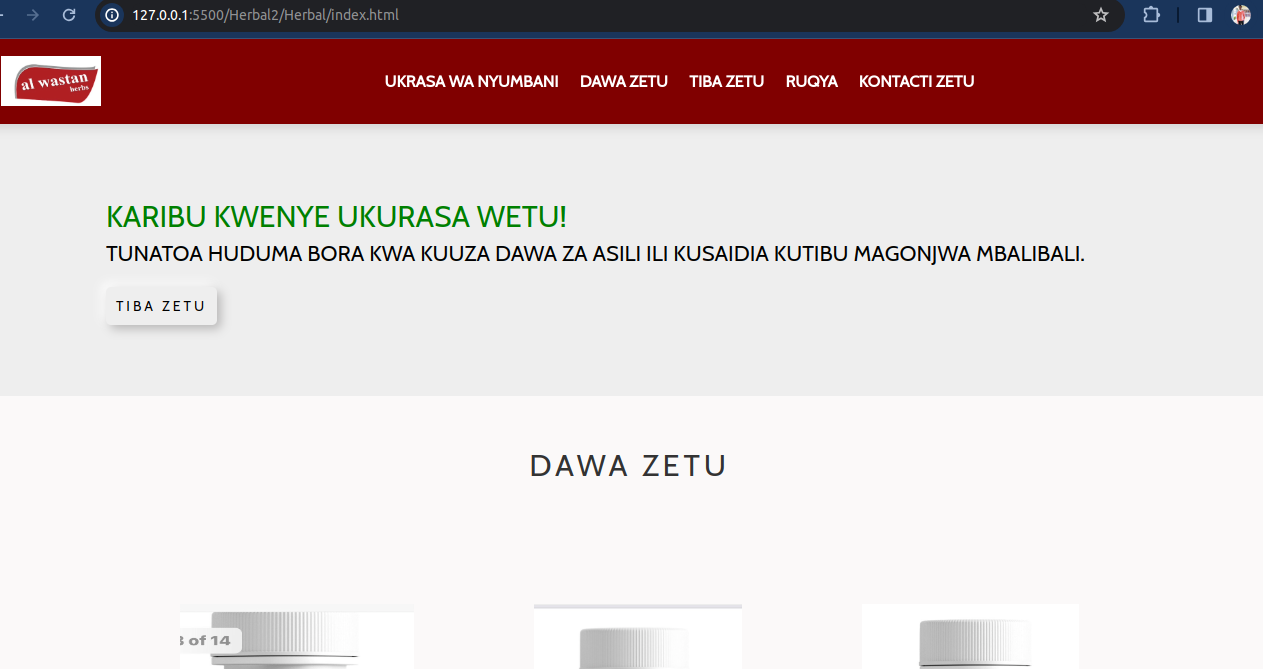 127.0.0.1:5500/Herbal2/Herbal/index.html
al wastan
herbs
UKRASA WA NYUMBANI DAWA ZETU TIBA ZETU RUQYA KONTACTI ZETU
KARIBU KWENYE UKURASA WETU!
TUNATOA HUDUMA BORA KWA KUUZA DAWA ZA ASILI ILI KUSAIDIA KUTIBU MAGONJWA MBALIBALI.
TIBA ZETU
DAWA ZETU
3 of 14